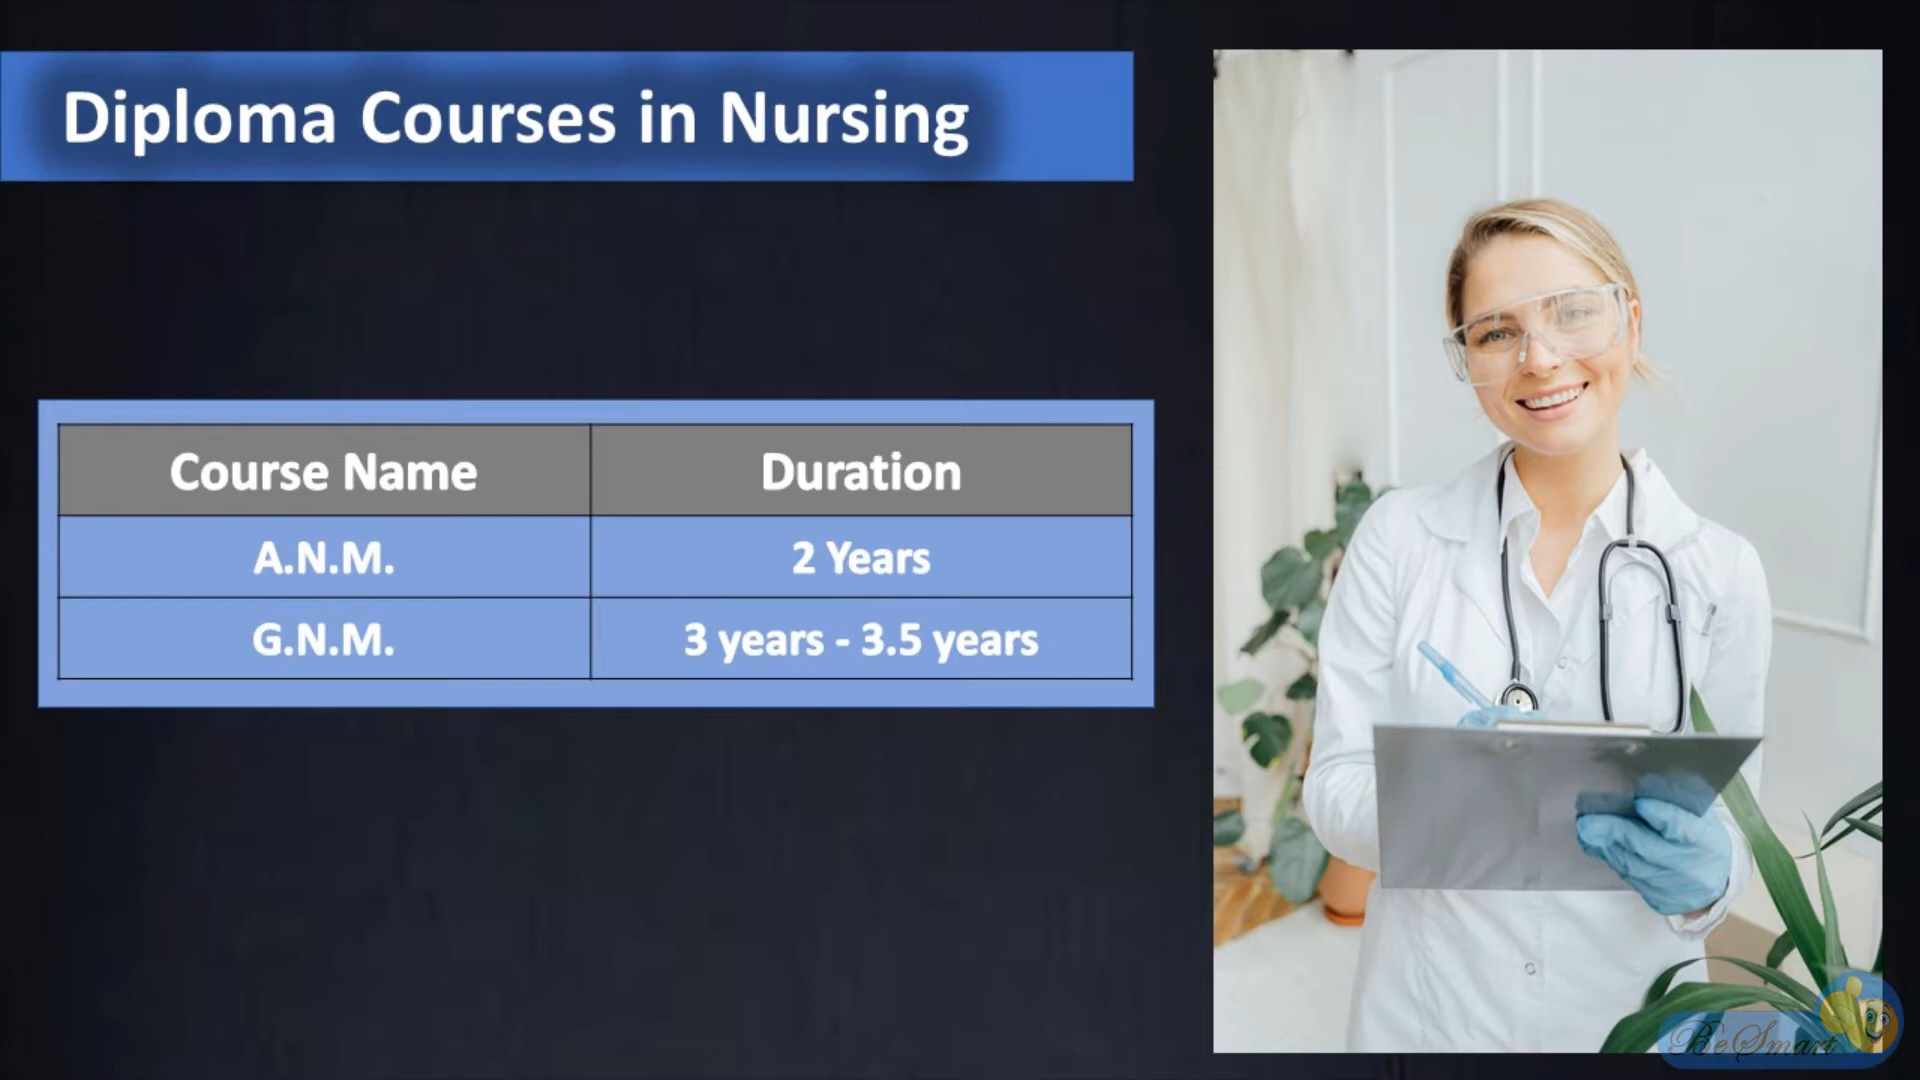 Diploma Courses in Nursing
Course Name Duration
A.N.M. 2 Years
G.N.M. 3 years - 3.5 years
BeSmart